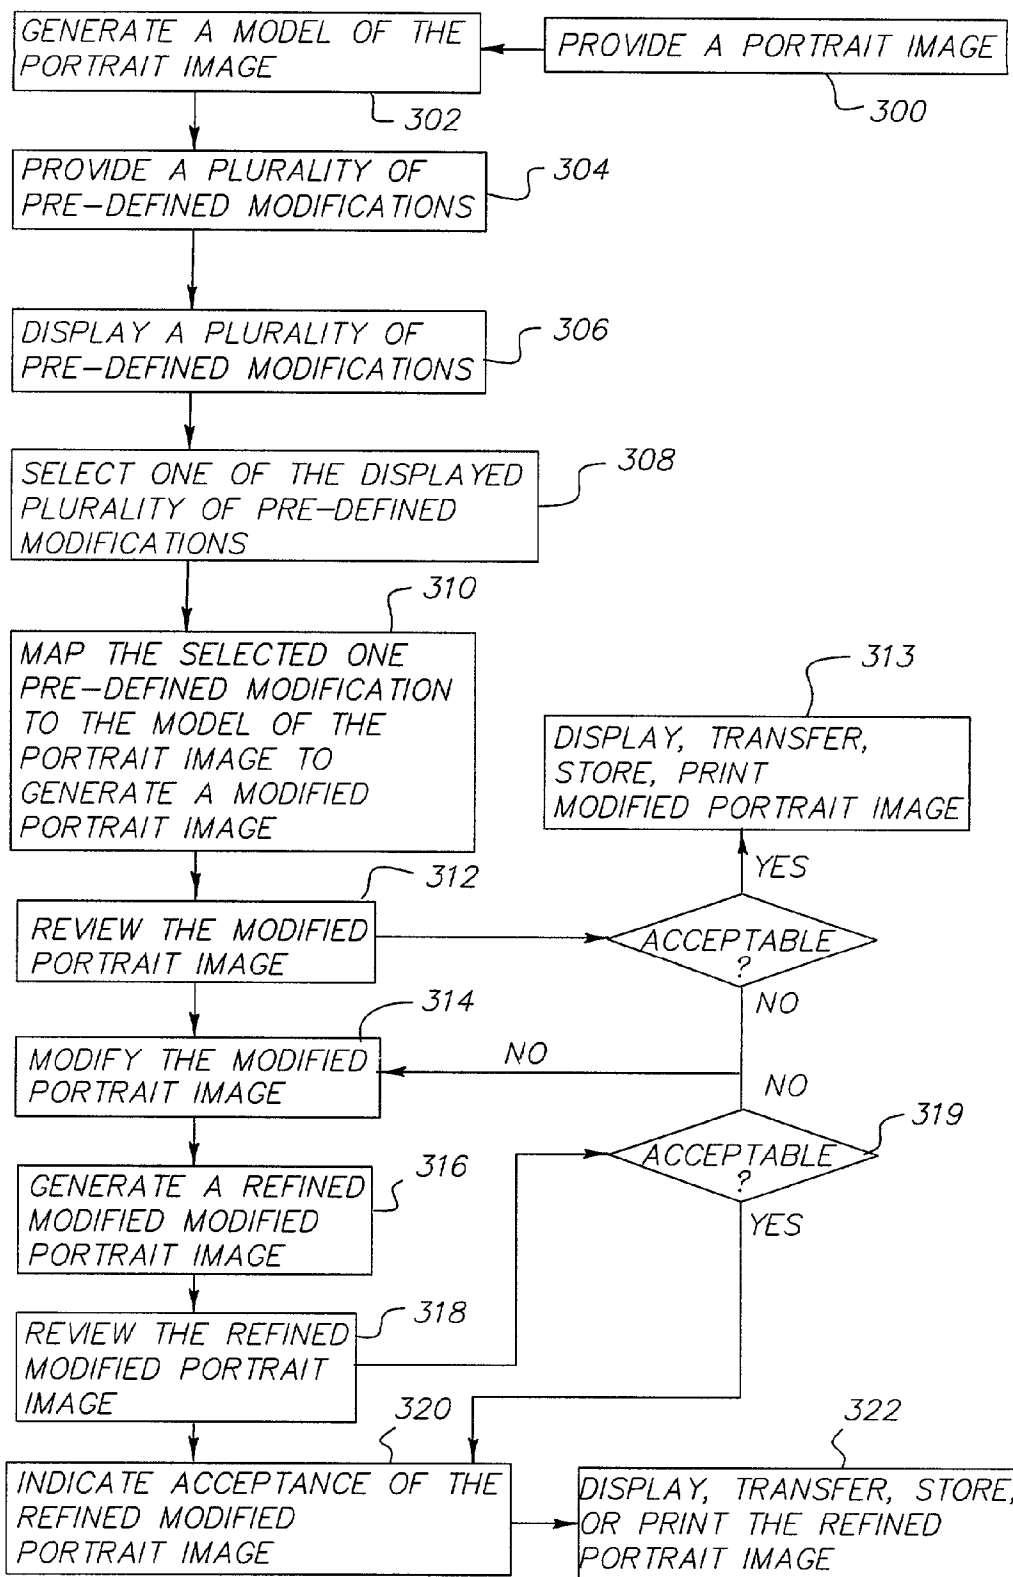 GENERATE A MODEL OF THE
PORTRAIT IMAGE
302
PROVIDE A PORTRAIT IMAGE
300
PROVIDE A PLURALITY OF
PRE-DEFINED MODIFICATIONS
304
DISPLAY A PLURALITY OF
PRE-DEFINED MODIFICATIONS
306
SELECT ONE OF THE DISPLAYED
PLURALITY OF PRE-DEFINED
MODIFICATIONS
308
310
MAP THE SELECTED ONE
PRE-DEFINED MODIFICATION
TO THE MODEL OF THE
PORTRAIT IMAGE TO
GENERATE A MODIFIED
PORTRAIT IMAGE
313
DISPLAY, TRANSFER,
STORE, PRINT
MODIFIED PORTRAIT IMAGE
YES
312
REVIEW THE MODIFIED
PORTRAIT IMAGE
ACCEPTABLE
?
NO
314
MODIFY THE MODIFIED
PORTRAIT IMAGE
NO
NO
319
ACCEPTABLE
?
YES
316
GENERATE A REFINED
MODIFIED MODIFIED
PORTRAIT IMAGE
318
REVIEW THE REFINED
MODIFIED PORTRAIT
IMAGE
320
INDICATE ACCEPTANCE OF THE
REFINED MODIFIED
PORTRAIT IMAGE
322
DISPLAY, TRANSFER, STORE,
OR PRINT THE REFINED
PORTRAIT IMAGE